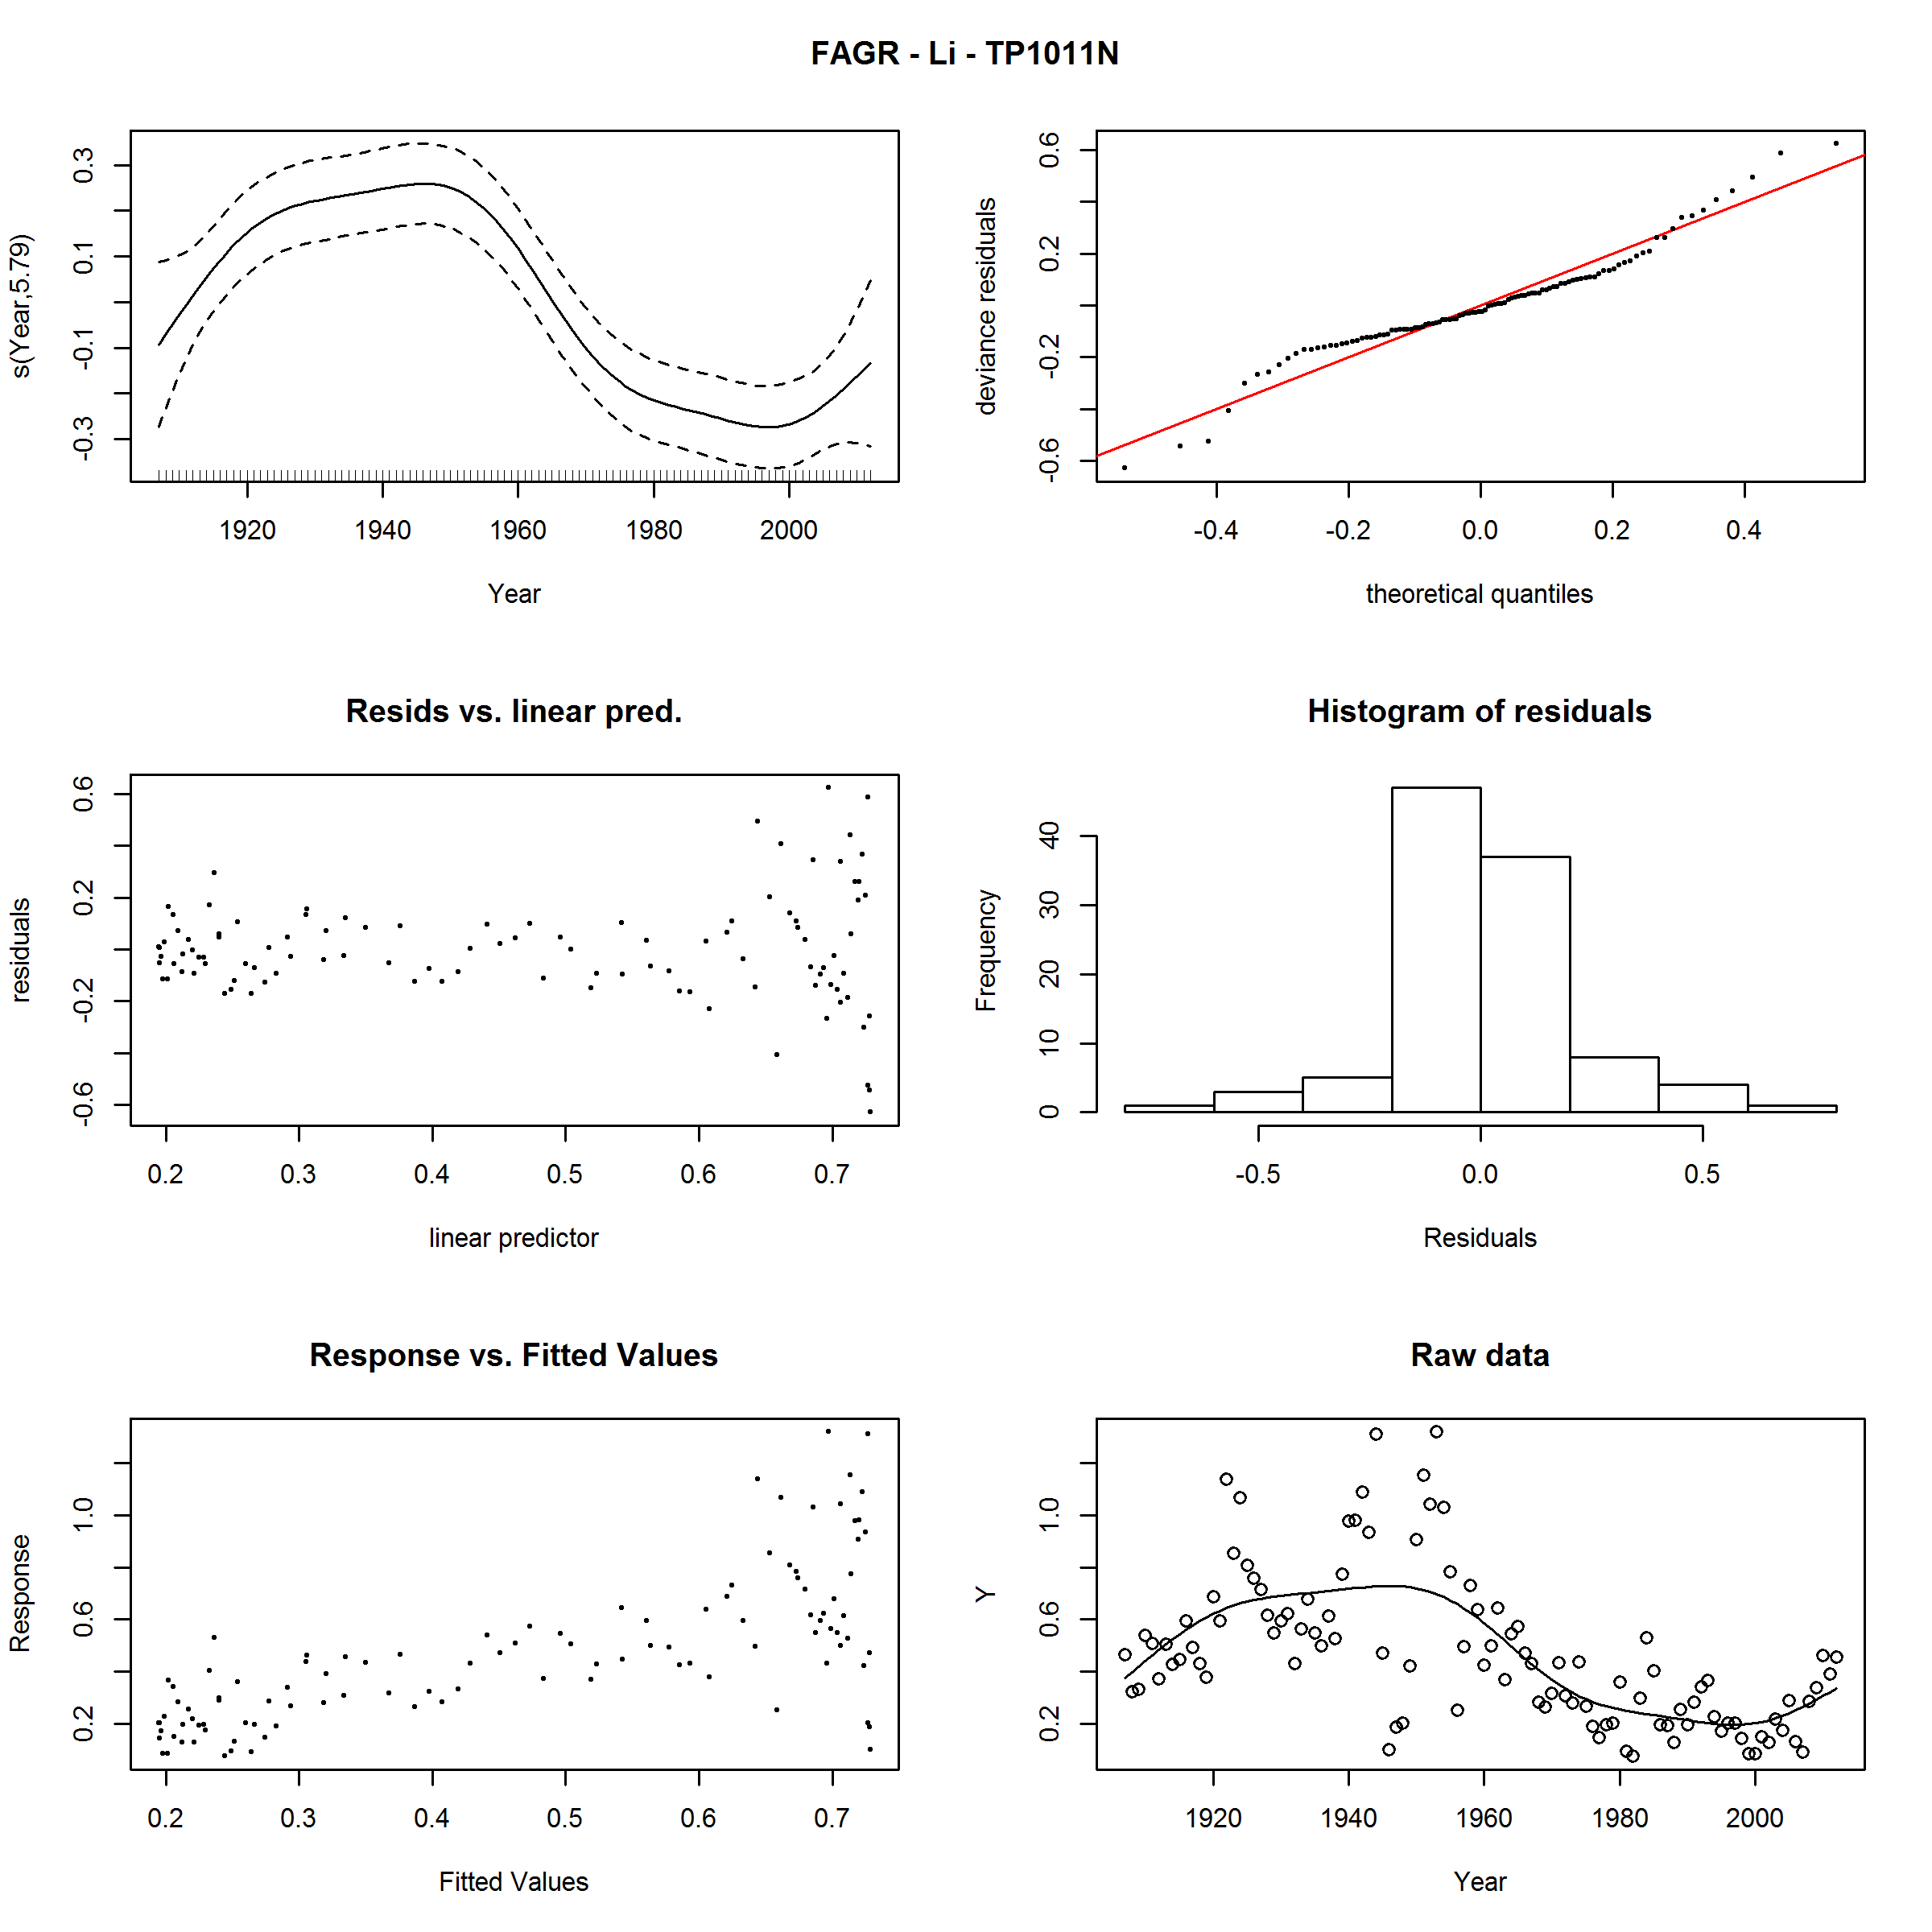 FAGR - Li - TP1011N
s(Year,5.79)
0.3
0.1
-0.1
-0.3
1920 1940 1960 1980 2000
Year
deviance residuals
0.6
0.2
-0.2
-0.6
-0.4 -0.2 0.0 0.2 0.4
theoretical quantiles
Resids vs. linear pred.
residuals
0.6
0.2
-0.2
-0.6
0.2 0.3 0.4 0.5 0.6 0.7
linear predictor
Histogram of residuals
Frequency
40
30
20
10
0
-0.5 0.0 0.5
Residuals
Response vs. Fitted Values
Response
1.0
0.6
0.2
0.2 0.3 0.4 0.5 0.6 0.7
Fitted Values
Raw data
Y
1.0
0.6
0.2
1920 1940 1960 1980 2000
Year